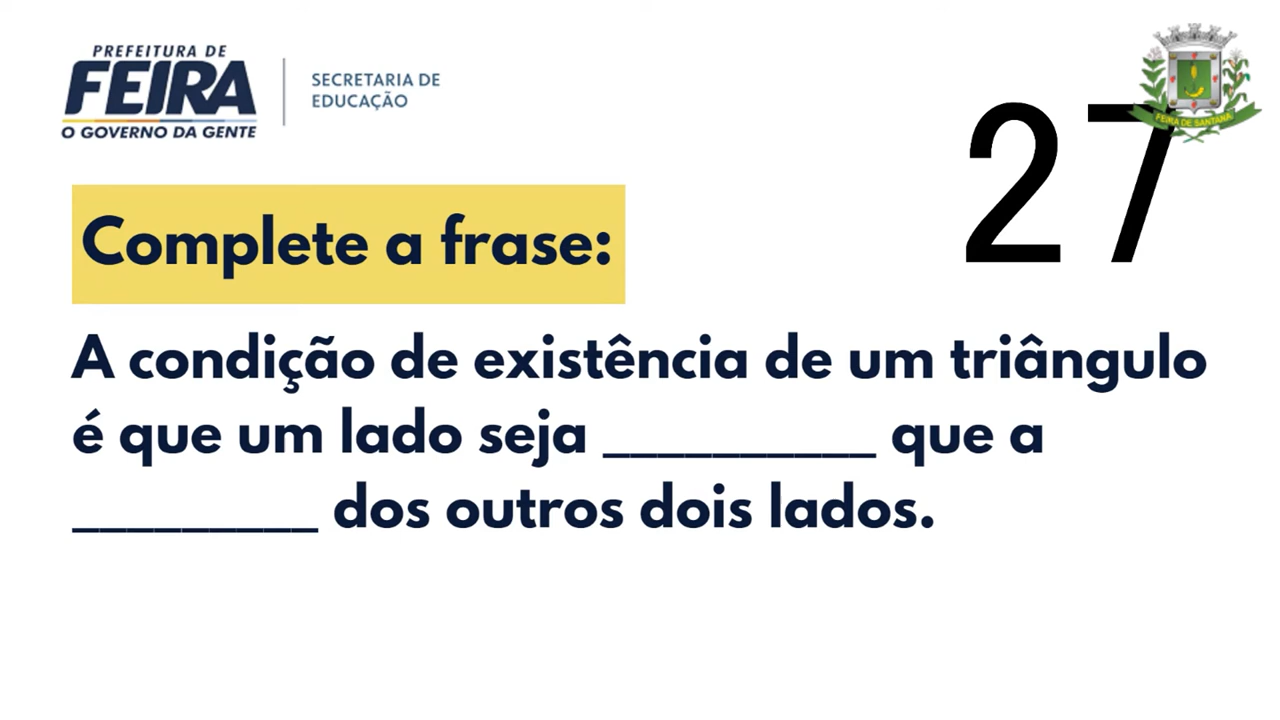 PREFEITURA DE
FEIRA
O GOVERNO DA GENTE
SECRETARIA DE
EDUCAÇÃO
FEIRA DE SANTANA
27
Complete a frase:
A condição de existência de um triângulo
é que um lado seja __________ que a
_________ dos outros dois lados.